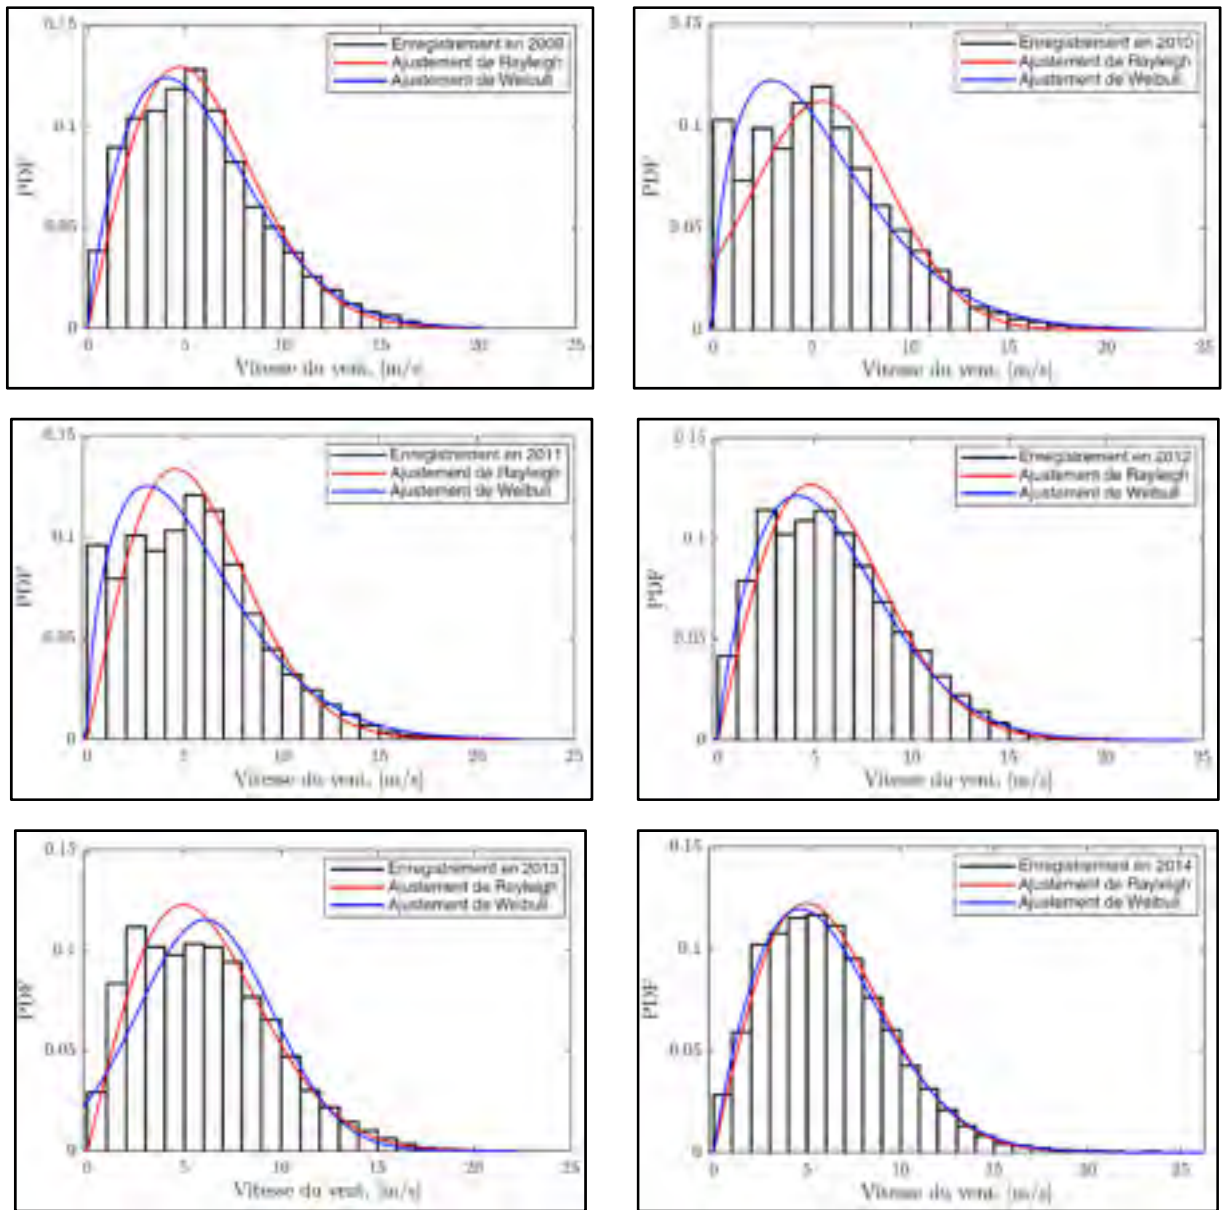 0.15
0.1
0.05
0
PDF
0 5 10 15 20 25
Vitesse du vent, [m/s]
Enregistrement en 2009
Ajustement de Rayleigh
Ajustement de Weibull
0.15
0.1
0.05
0
PDF
0 5 10 15 20 25
Vitesse du vent, [m/s]
Enregistrement en 2010
Ajustement de Rayleigh
Ajustement de Weibull
0.15
0.1
0.05
0
PDF
0 5 10 15 20 25
Vitesse du vent, [m/s]
Enregistrement en 2011
Ajustement de Rayleigh
Ajustement de Weibull
0.15
0.1
0.05
0
PDF
0 5 10 15 20 25
Vitesse du vent, [m/s]
Enregistrement en 2012
Ajustement de Rayleigh
Ajustement de Weibull
0.15
0.1
0.05
0
PDF
0 5 10 15 20 25
Vitesse du vent, [m/s]
Enregistrement en 2013
Ajustement de Rayleigh
Ajustement de Weibull
0.15
0.1
0.05
0
PDF
0 5 10 15 20 25
Vitesse du vent, [m/s]
Enregistrement en 2014
Ajustement de Rayleigh
Ajustement de Weibull